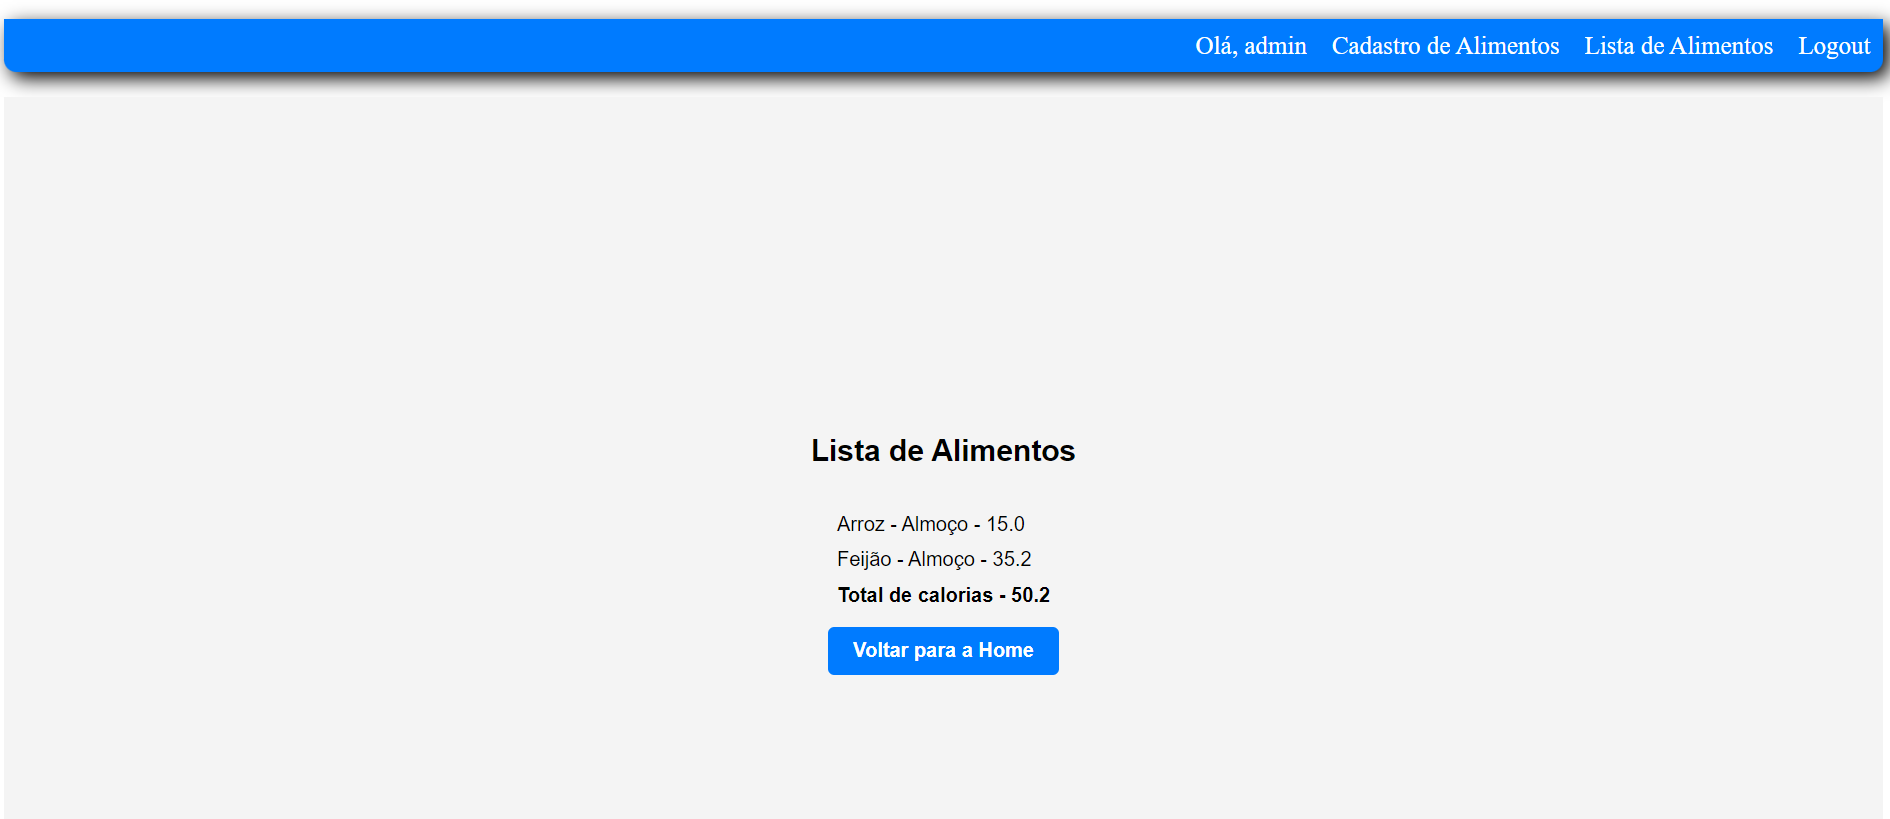 Olá, admin Cadastro de Alimentos Lista de Alimentos Logout
Lista de Alimentos
Arroz - Almoço - 15.0
Feijão - Almoço - 35.2
Total de calorias - 50.2
Voltar para a Home